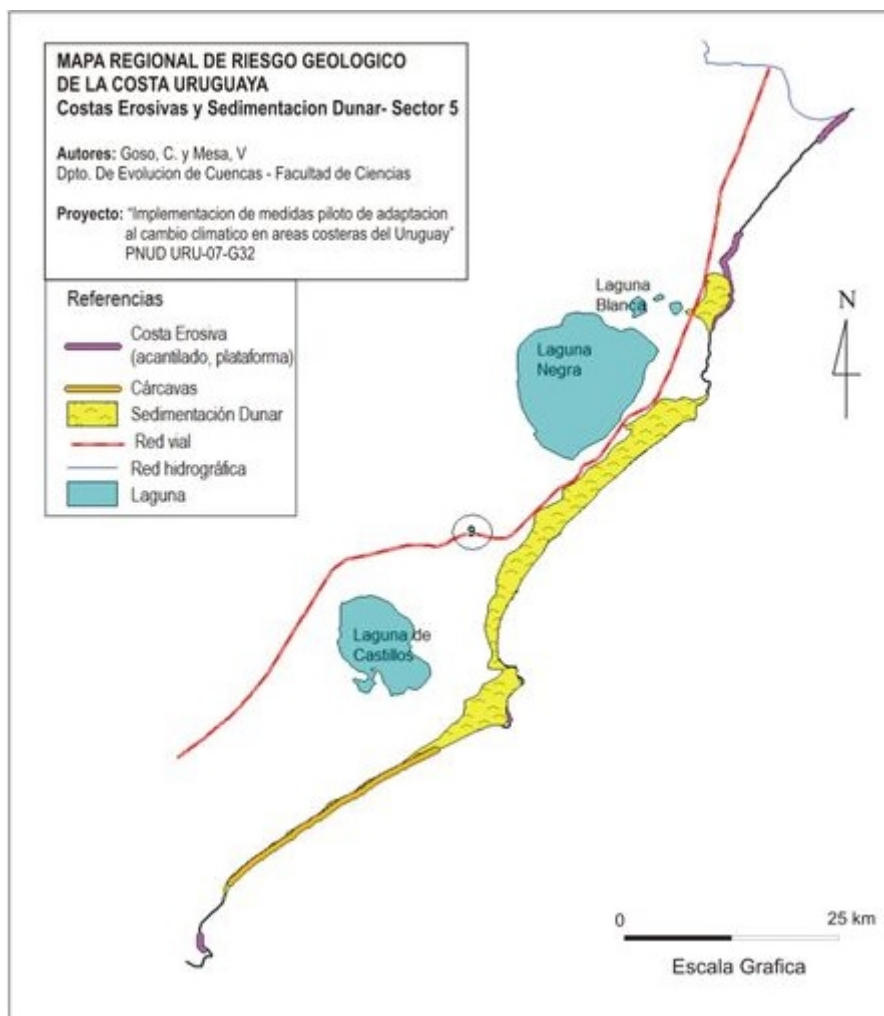 MAPA REGIONAL DE RIESGO GEOLOGICO
DE LA COSTA URUGUAYA
Costas Erosivas y Sedimentacion Dunar- Sector 5
Autores: Goso, C. y Mesa, V
Dpto. De Evolucion de Cuencas - Facultad de Ciencias
Proyecto: "Implementacion de medidas piloto de adaptacion
al cambio climatico en areas costeras del Uruguay"
PNUD URU-07-G32
Referencias
Costa Erosiva
(acantilado, plataforma)
Cárcavas
Sedimentación Dunar
Red vial
Red hidrográfica
Laguna
Laguna
Blanca
Laguna
Negra
N
9
Laguna de
Castillos
0 25 km
Escala Grafica